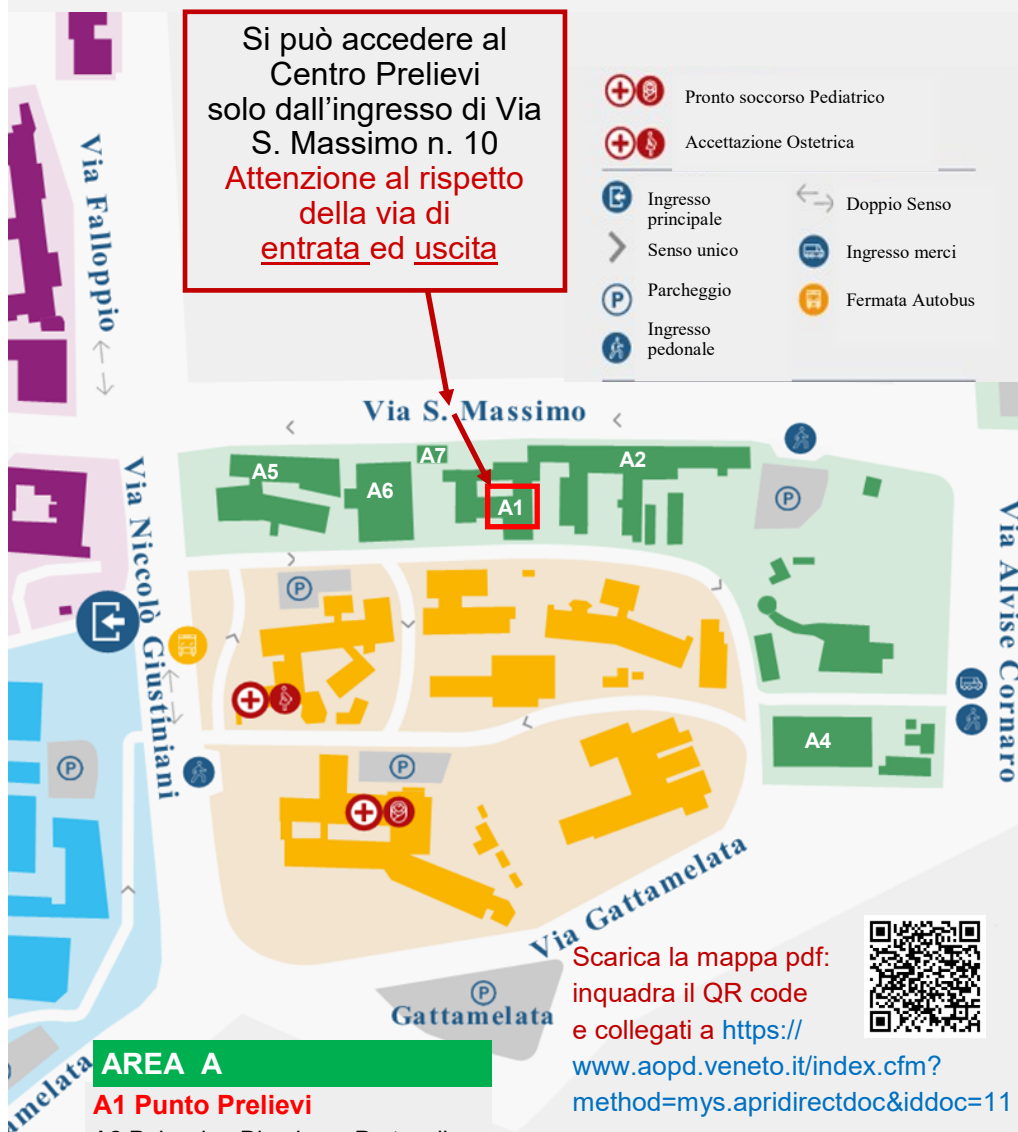 Si può accedere al
Centro Prelievi
solo dall'ingresso di Via
S. Massimo n. 10
Attenzione al rispetto
della via di
entrata ed uscita
Pronto soccorso Pediatrico
Accettazione Ostetrica
Ingresso
principale
Doppio Senso
Senso unico
Ingresso merci
P
Parcheggio
Fermata Autobus
Ingresso
pedonale
Via Falloppio
Via S. Massimo
A5
A6
A7
A1
A2
P
Via Niccolò Giustiniani
Via Alvise Cornaro
P
A4
P
P
Via Gattamelata
P
Gattamelata
Scarica la mappa pdf:
inquadra il QR code
e collegati a https://
www.aopd.veneto.it/index.cfm?
method=mys.apridirectdoc&iddoc=11
amelata
AREA A
A1 Punto Prelievi